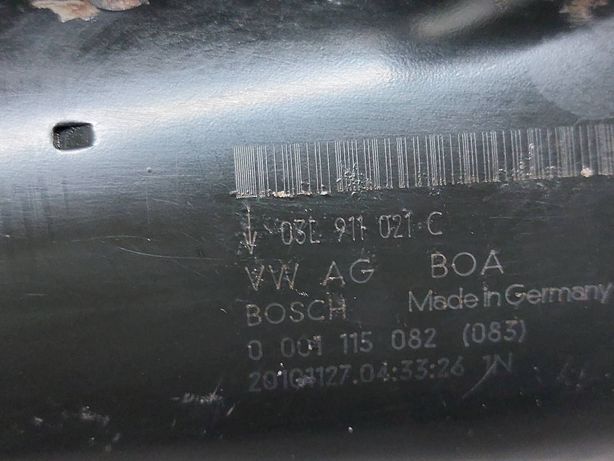 03L 911 021 C
VW AG BOA
BOSCH Made in Germany
0 001 115 082 (083)
20101127.04:33:26 1N